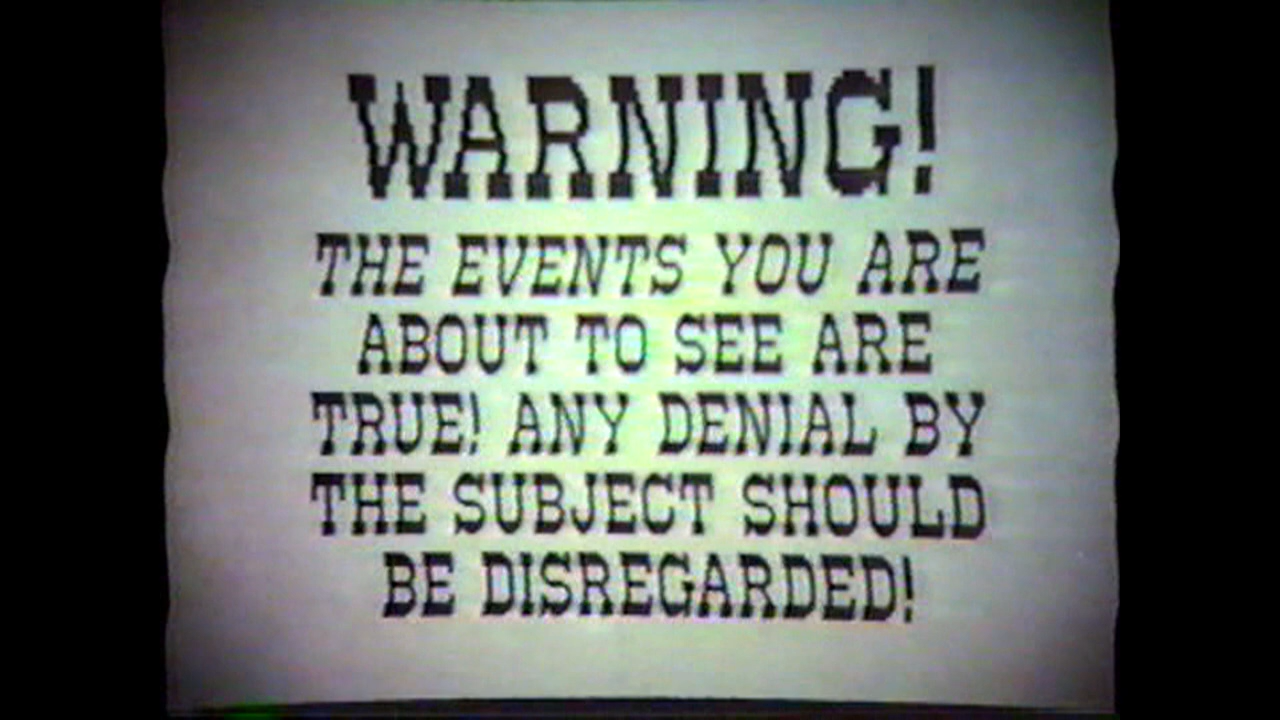 WARNING!
THE EVENTS YOU ARE
ABOUT TO SEE ARE
TRUE! ANY DENIAL BY
THE SUBJECT SHOULD
BE DISREGARDED!